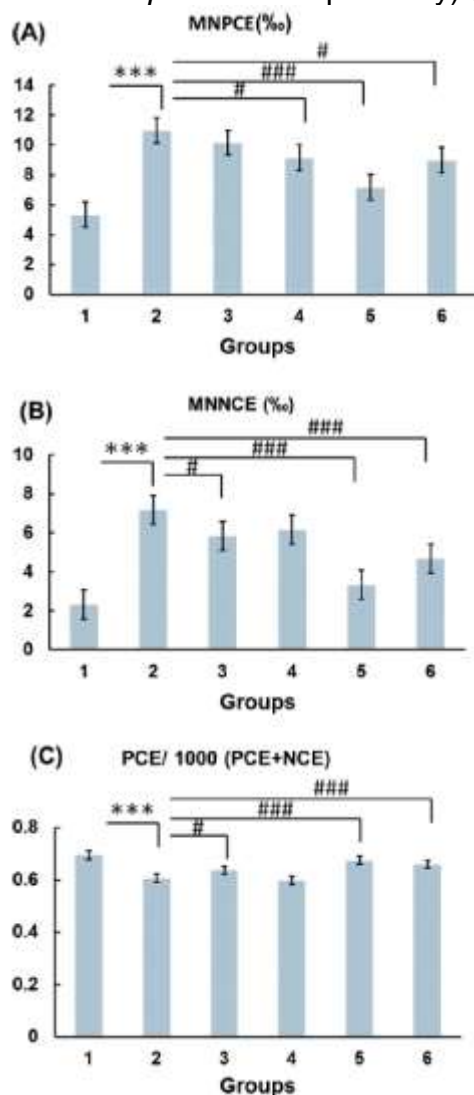 (A)
MNPCE(‰)
#
###
***
#
14
12
10
8
6
4
2
0
1 2 3 4 5 6
Groups
(B)
MNNCE (‰)
###
###
***
#
10
8
6
4
2
0
1 2 3 4 5 6
Groups
(C)
PCE/ 1000 (PCE+NCE)
###
###
***
#
0.8
0.6
0.4
0.2
0
1 2 3 4 5 6
Groups